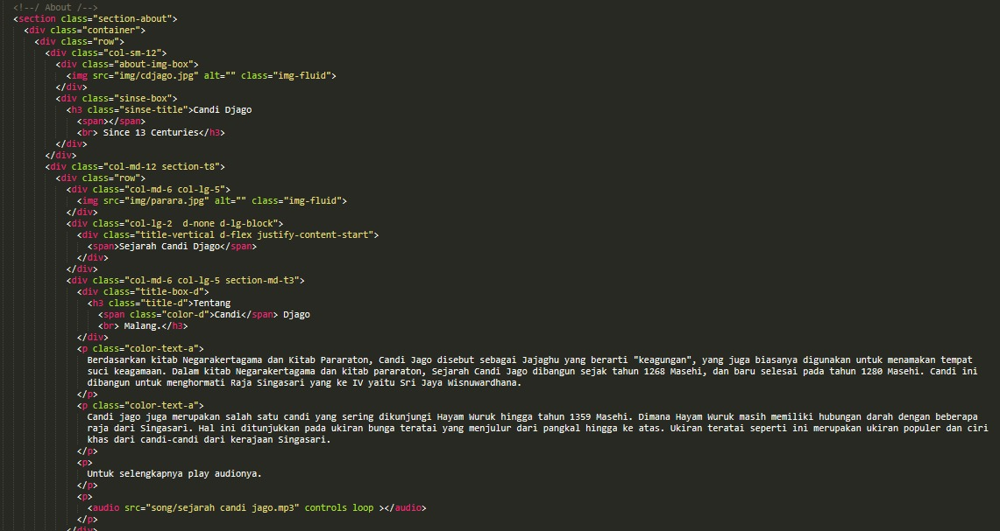 <!--/ About /-->
<section class="section-about">
<div class="container">
<div class="row">
<div class="col-sm-12">
<div class="about-img-box">
<img src="img/cdjago.jpg" alt="" class="img-fluid">
</div>
<div class="sinse-box">
<h3 class="sinse-title">Candi Djago
<span></span>
<br> Since 13 Centuries</h3>
</div>
</div>
<div class="col-md-12 section-t8">
<div class="row">
<div class="col-md-6 col-lg-5">
<img src="img/parara.jpg" alt="" class="img-fluid">
</div>
<div class="col-lg-2  d-none d-lg-block">
<div class="title-vertical d-flex justify-content-start">
<span>Sejarah Candi Djago</span>
</div>
</div>
<div class="col-md-6 col-lg-5 section-md-t3">
<div class="title-box-d">
<h3 class="title-d">Tentang
<span class="color-d">Candi</span> Djago
<br> Malang.</h3>
</div>
<p class="color-text-a">
Berdasarkan kitab Negarakertagama dan Kitab Pararaton, Candi Jago disebut sebagai Jajaghu yang berarti "keagungan", yang juga biasanya digunakan untuk menamakan tempat
suci keagamaan. Dalam kitab Negarakertagama dan kitab pararaton, Sejarah Candi Jago dibangun sejak tahun 1268 Masehi, dan baru selesai pada tahun 1280 Masehi. Candi ini
dibangun untuk menghormati Raja Singasari yang ke IV yaitu Sri Jaya Wisnuwardhana.
</p>
<p class="color-text-a">
Candi jago juga merupakan salah satu candi yang sering dikunjungi Hayam Wuruk hingga tahun 1359 Masehi. Dimana Hayam Wuruk masih memiliki hubungan darah dengan beberapa
raja dari Singasari. Hal ini ditunjukkan pada ukiran bunga teratai yang menjulur dari pangkal hingga ke atas. Ukiran teratai seperti ini merupakan ukiran populer dan ciri
khas dari candi-candi dari kerajaan Singasari.
</p>
<p>
Untuk selengkapnya play audionya.
</p>
<p>
<audio src="song/sejarah candi jago.mp3" controls loop ></audio>
</p>
</div>